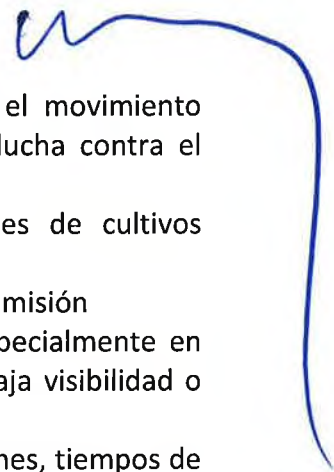 el movimiento
lucha contra el
es de cultivos
misión
pecialmente en
aja visibilidad o
nes, tiempos de